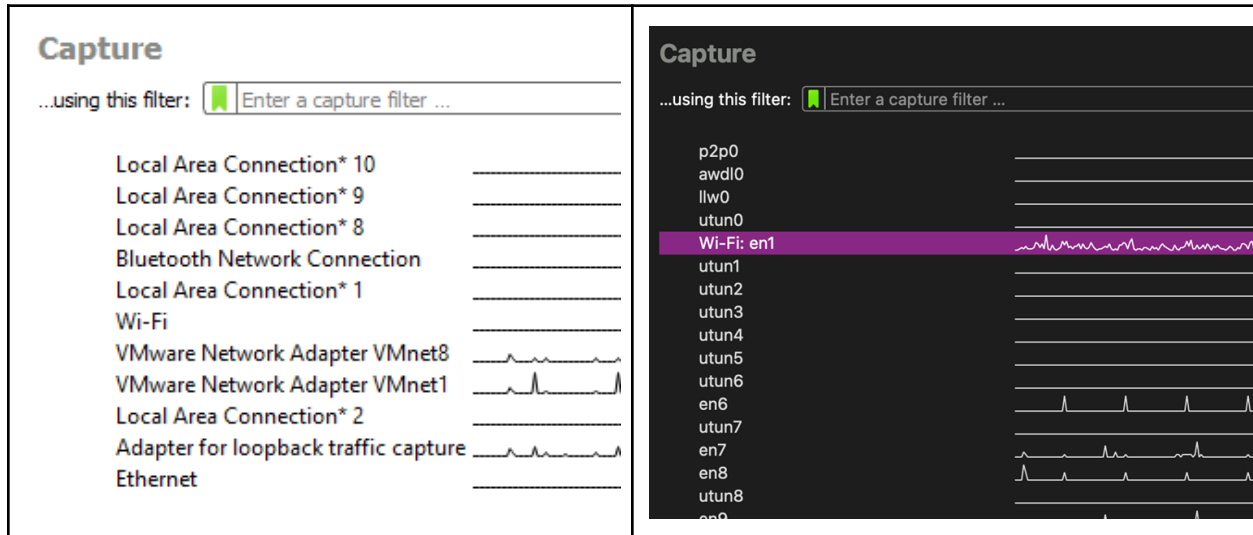 Capture
...using this filter: Enter a capture filter ...
Local Area Connection* 10
Local Area Connection* 9
Local Area Connection* 8
Bluetooth Network Connection
Local Area Connection* 1
Wi-Fi
VMware Network Adapter VMnet8
VMware Network Adapter VMnet1
Local Area Connection* 2
Adapter for loopback traffic capture
Ethernet
Capture
...using this filter: Enter a capture filter ...
p2p0
awdl0
llw0
utun0
Wi-Fi: en1
utun1
utun2
utun3
utun4
utun5
utun6
en6
utun7
en7
en8
utun8
en9